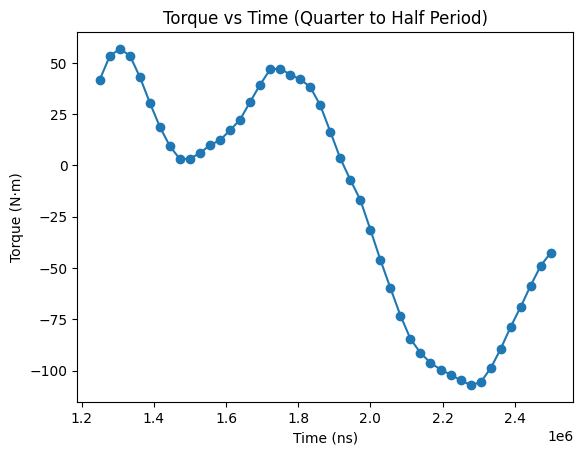 Torque vs Time (Quarter to Half Period)
Torque (N·m)
50
25
0
−25
−50
−75
−100
1.2 1.4 1.6 1.8 2.0 2.2 2.4
1e6
Time (ns)